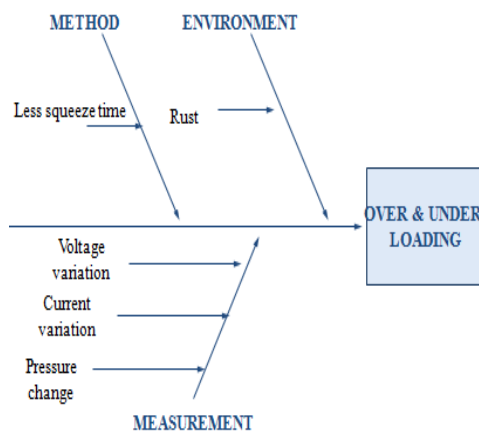 METHOD
ENVIRONMENT
Less squeeze time
Rust
OVER & UNDER
LOADING
Voltage
variation
Current
variation
Pressure
change
MEASUREMENT